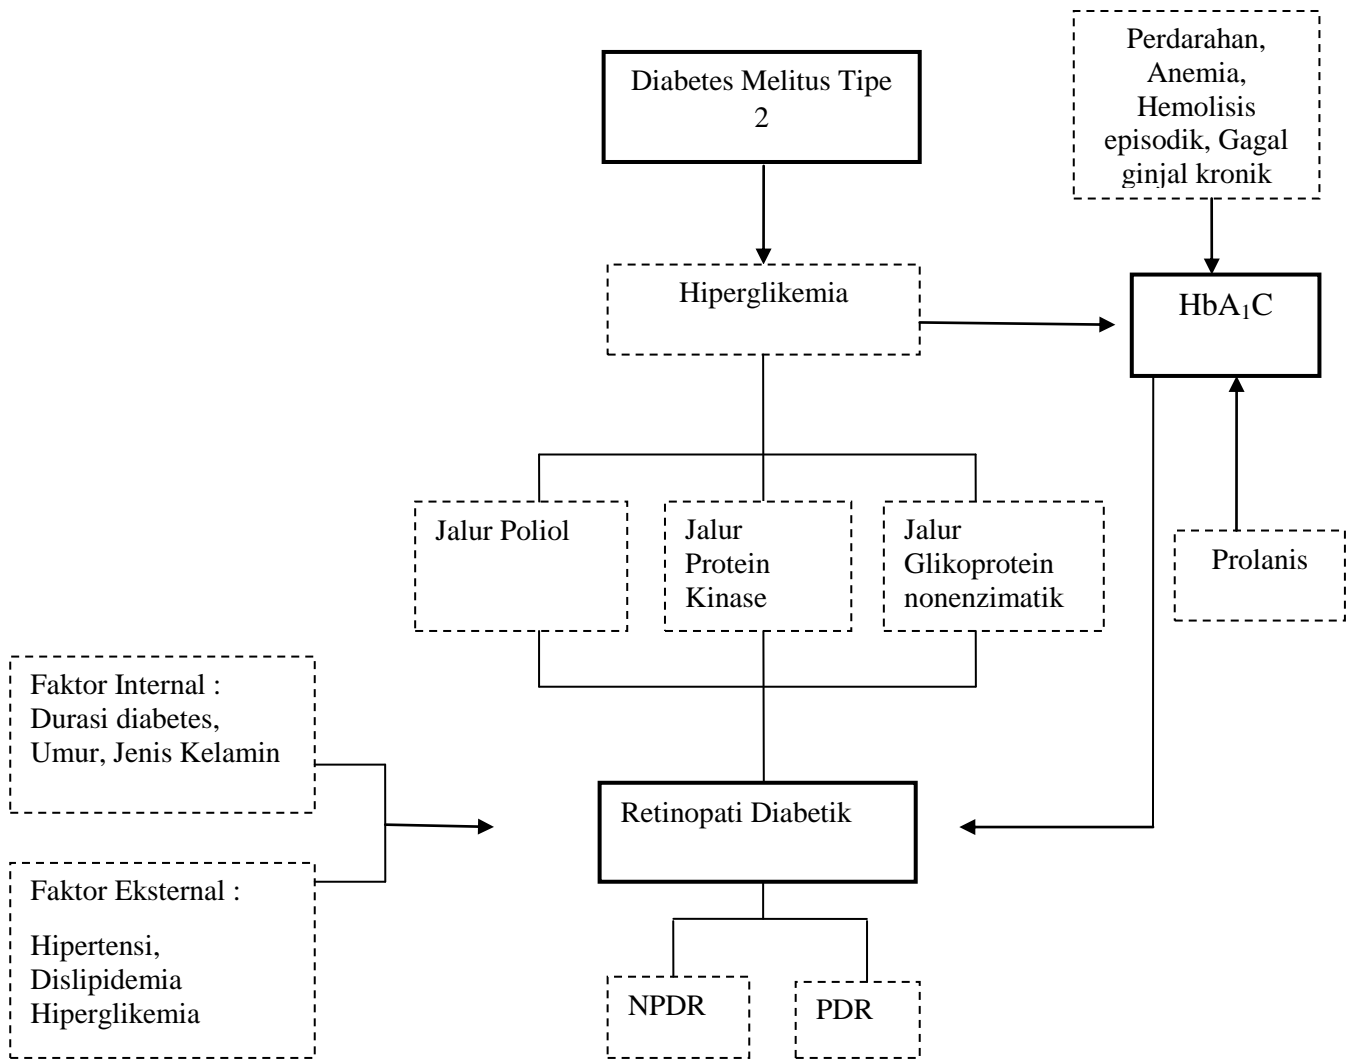 Perdarahan,
Anemia,
Hemolisis
episodik, Gagal
ginjal kronik
Diabetes Melitus Tipe
2
Hiperglikemia
HbA₁C
Jalur Poliol
Jalur
Protein
Kinase
Jalur
Glikoprotein
nonenzimatik
Prolanis
Faktor Internal :
Durasi diabetes,
Umur, Jenis Kelamin
Retinopati Diabetik
Faktor Eksternal :
Hipertensi,
Dislipidemia
Hiperglikemia
NPDR
PDR